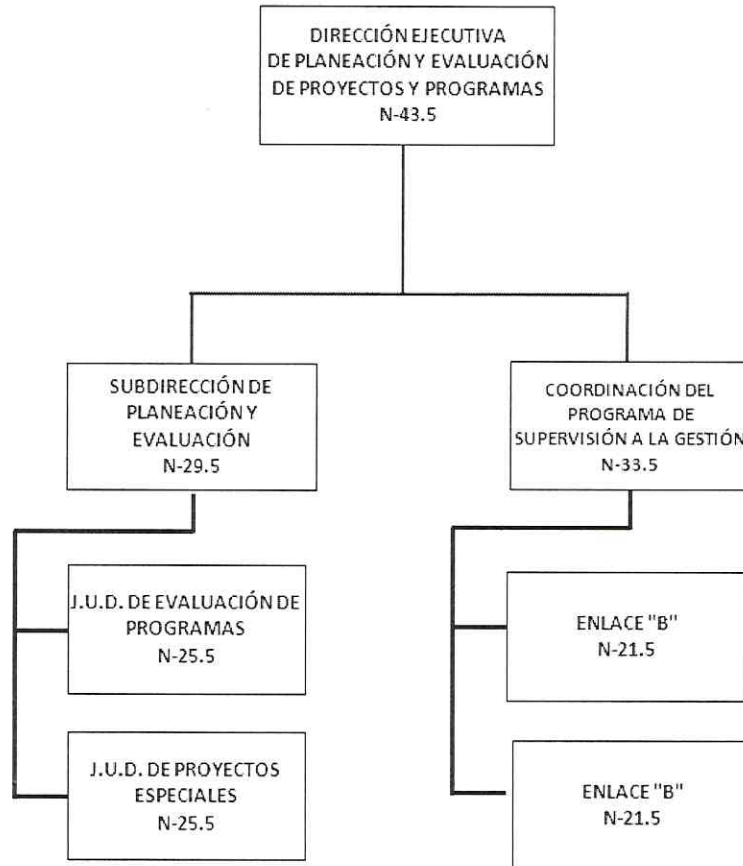 DIRECCIÓN EJECUTIVA
DE PLANEACIÓN Y EVALUACIÓN
DE PROYECTOS Y PROGRAMAS
N-43.5
SUBDIRECCIÓN DE
PLANEACIÓN Y
EVALUACIÓN
N-29.5
COORDINACIÓN DEL
PROGRAMA DE
SUPERVISIÓN A LA GESTIÓN
N-33.5
J.U.D. DE EVALUACIÓN DE
PROGRAMAS
N-25.5
ENLACE "B"
N-21.5
J.U.D. DE PROYECTOS
ESPECIALES
N-25.5
ENLACE "B"
N-21.5